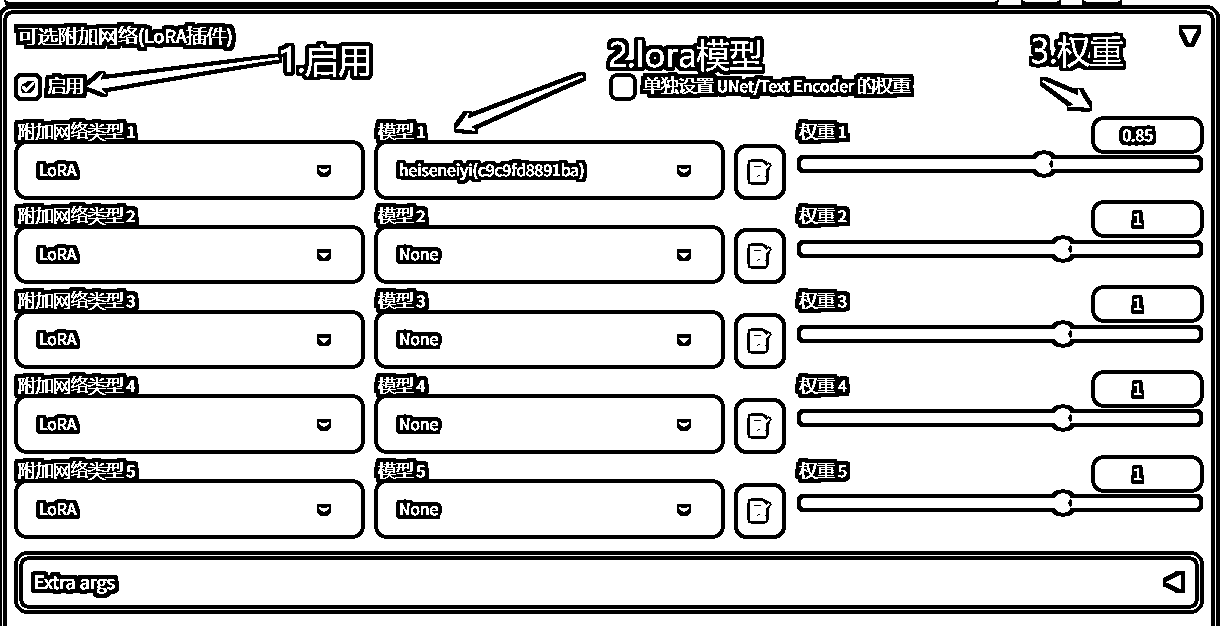 可选附加网络(LoRA插件)
1.启用
2.lora模型
3.权重
启用
单独设置 UNet/Text Encoder 的权重
附加网络类型 1
模型 1
权重 1
0.85
LoRA
heiseneiyi(c9c9fd8891ba)
附加网络类型 2
模型 2
权重 2
1
LoRA
None
附加网络类型 3
模型 3
权重 3
1
LoRA
None
附加网络类型 4
模型 4
权重 4
1
LoRA
None
附加网络类型 5
模型 5
权重 5
1
LoRA
None
Extra args